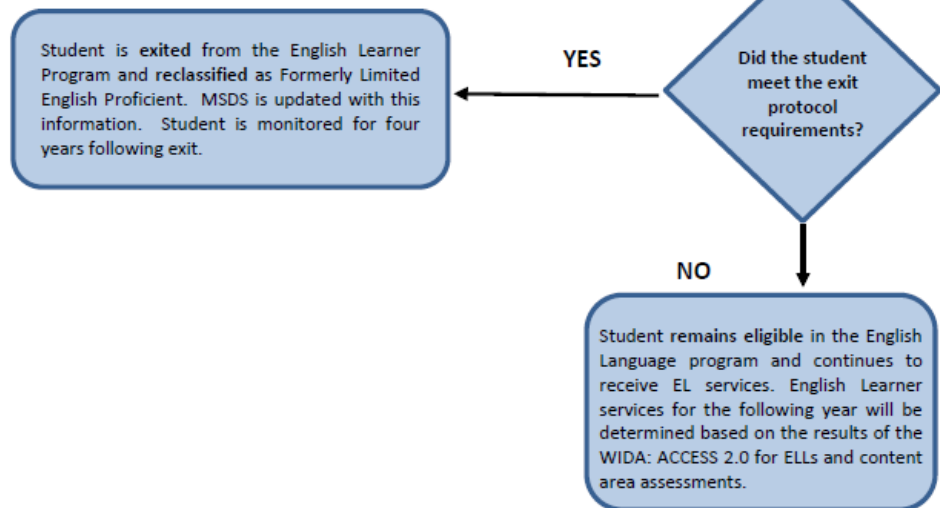 Student is exited from the English Learner
Program and reclassified as Formerly Limited
English Proficient. MSDS is updated with this
information. Student is monitored for four
years following exit.
YES
Did the student
meet the exit
protocol
requirements?
NO
Student remains eligible in the English
Language program and continues to
receive EL services. English Learner
services for the following year will be
determined based on the results of the
WIDA: ACCESS 2.0 for ELLs and content
area assessments.